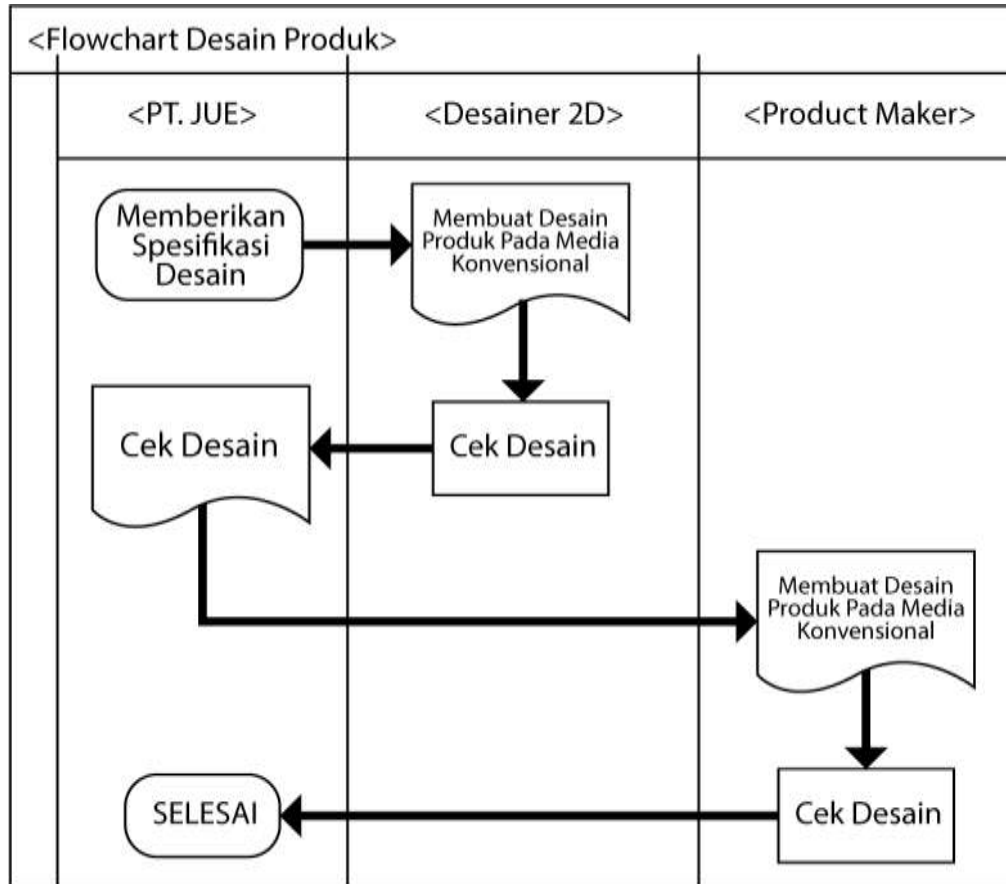 <Flowchart Desain Produk>
<PT. JUE>
<Desainer 2D>
<Product Maker>
Memberikan
Spesifikasi
Desain
Membuat Desain
Produk Pada Media
Konvensional
Cek Desain
Cek Desain
Membuat Desain
Produk Pada Media
Konvensional
SELESAI
Cek Desain